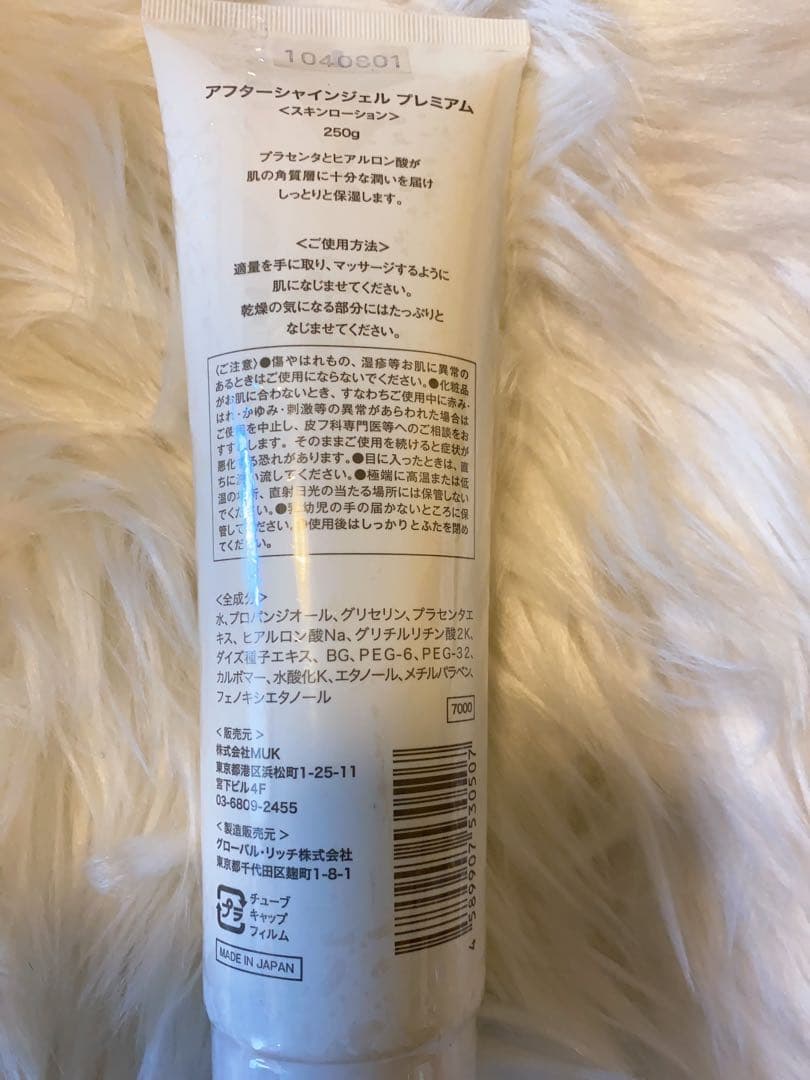 1040801
アフターシャインジェル プレミアム
＜スキンローション＞
250g
プラセンタとヒアルロン酸が
肌の角質層に十分な潤いを届け
しっとりと保湿します。
＜ご使用方法＞
適量を手に取り、マッサージするように
肌になじませてください。
乾燥の気になる部分にはたっぷりと
なじませてください。
〈ご注意〉●傷やはれもの、湿疹等お肌に異常の
あるときはご使用にならないでください。●化粧品
がお肌に合わないとき、すなわちご使用中に赤み・
はれ・かゆみ・刺激等の異常があらわれた場合は
ご使用を中止し、皮フ科専門医等へのご相談をお
すすめします。そのままご使用を続けると症状が
悪化する恐れがあります。●目に入ったときは、直
ちに洗い流してください。●極端に高温または低
温の場所、直射日光の当たる場所には保管しない
でください。●乳幼児の手の届かないところに保
管してください。●使用後はしっかりとふたを閉め
てください。
＜全成分＞
水、プロパンジオール、グリセリン、プラセンタエ
キス、ヒアルロン酸Na、グリチルリチン酸2K、
ダイズ種子エキス、BG、PEG-6、PEG-32、
カルボマー、水酸化K、エタノール、メチルパラベン、
フェノキシエタノール
7000
＜販売元＞
株式会社MUK
東京都港区浜松町1-25-11
宮下ビル4F
03-6809-2455
＜製造販売元＞
グローバル・リッチ株式会社
東京都千代田区麹町1-8-1
プラ
チューブ
キャップ
フィルム
MADE IN JAPAN
4 589907 530507